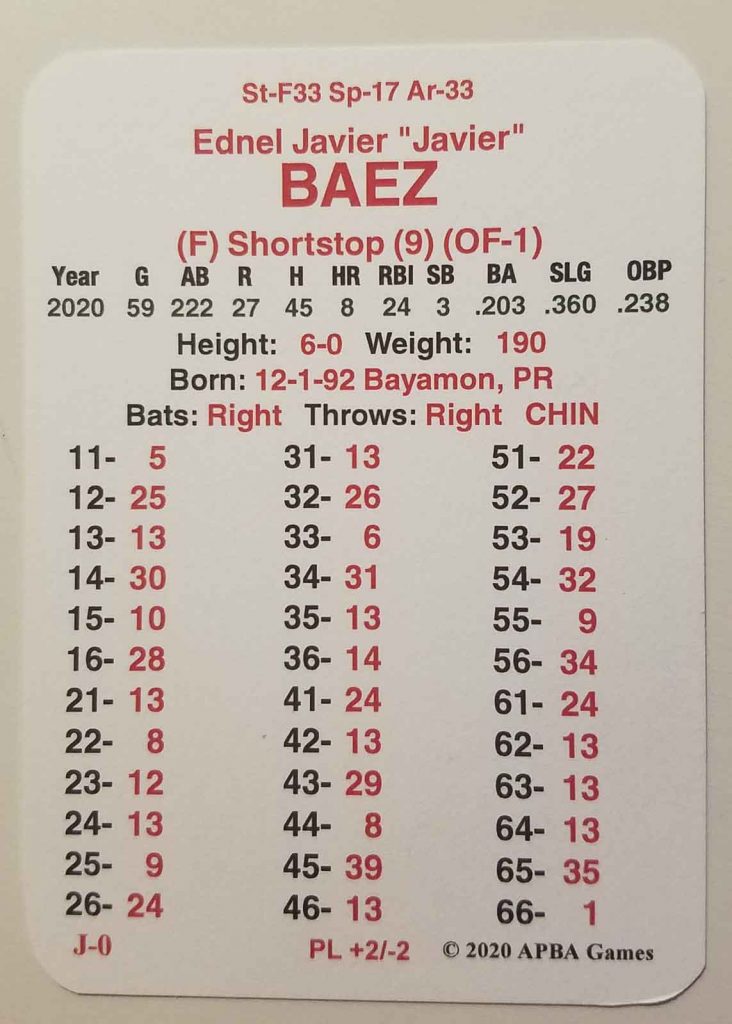 St-F33 Sp-17 Ar-33
Ednel Javier "Javier"
BAEZ
(F) Shortstop (9) (OF-1)
Year G AB R H HR RBI SB BA SLG OBP
2020 59 222 27 45 8 24 3 .203 .360 .238
Height: 6-0 Weight: 190
Born: 12-1-92 Bayamon, PR
Bats: Right Throws: Right CHIN
11- 5 31- 13 51- 22
12- 25 32- 26 52- 27
13- 13 33- 6 53- 19
14- 30 34- 31 54- 32
15- 10 35- 13 55- 9
16- 28 36- 14 56- 34
21- 13 41- 24 61- 24
22- 8 42- 13 62- 13
23- 12 43- 29 63- 13
24- 13 44- 8 64- 13
25- 9 45- 39 65- 35
26- 24 46- 13 66- 1
J-0 PL +2/-2 © 2020 APBA Games